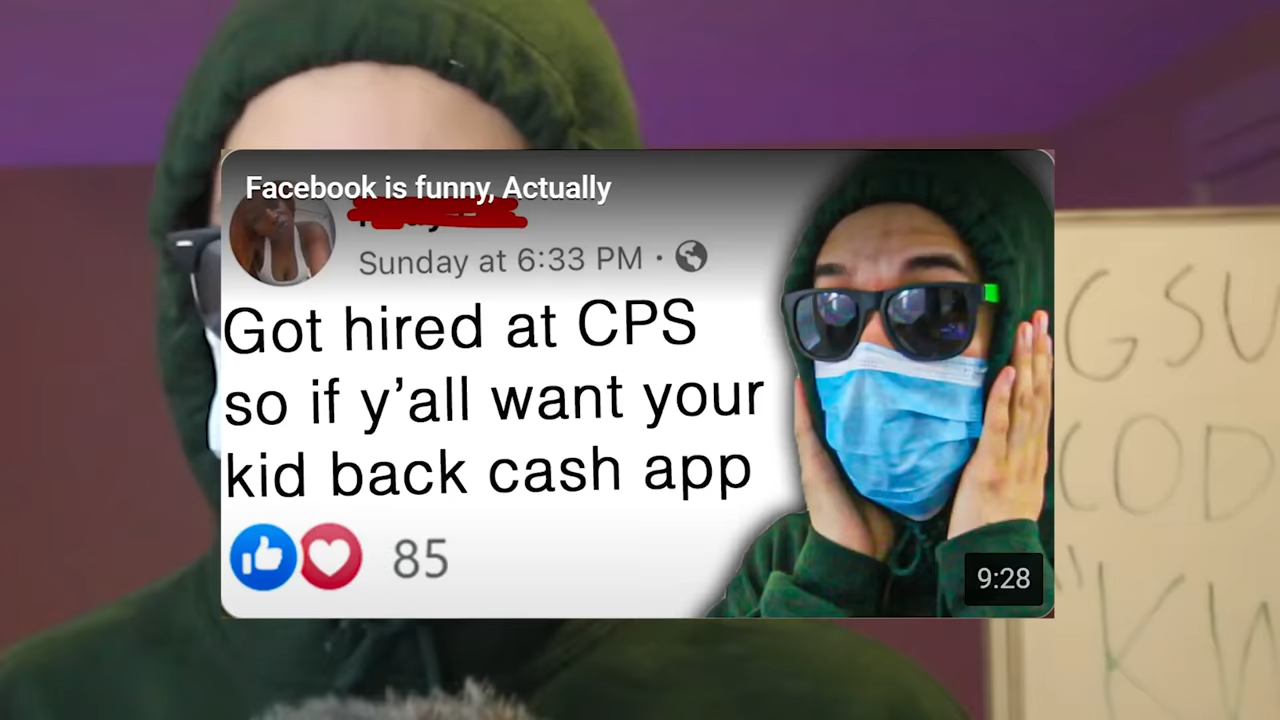 Facebook is funny, Actually
Sunday at 6:33 PM ·
Got hired at CPS
so if y’all want your
kid back cash app
85
9:28
GSU
COD
"KW